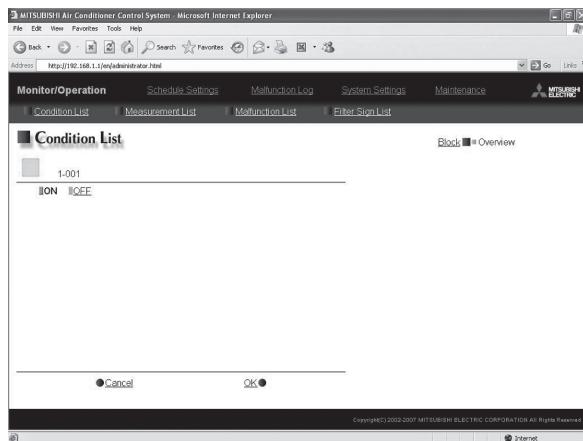 MITSUBISHI Air Conditioner Control System - Microsoft Internet Explorer
File Edit View Favorites Tools Help
Back Search Favorites
Address http://192.168.1.1/en/administrator.html Go Links
Monitor/Operation Schedule Settings Malfunction Log System Settings Maintenance MITSUBISHI ELECTRIC
Condition List Measurement List Malfunction List Filter Sign List
Condition List
Block Overview
1-001
ON OFF
Cancel OK
Copyright(C) 2002-2007 MITSUBISHI ELECTRIC CORPORATION All Rights Reserved
Internet